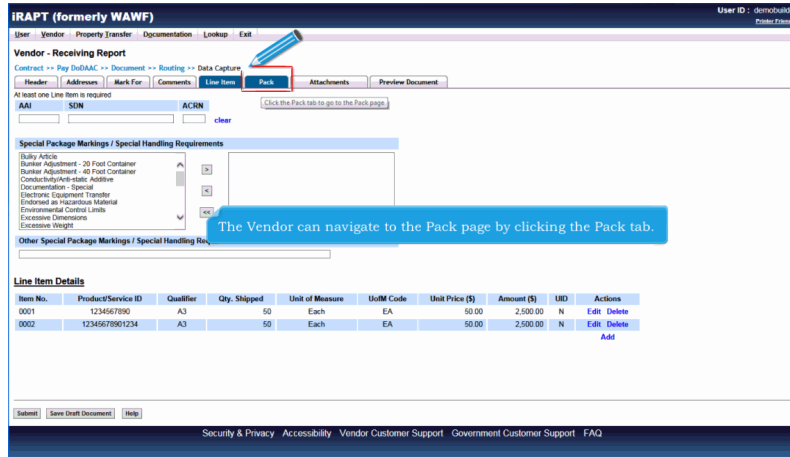 User ID : demobuild
iRAPT (formerly WAWF)
Printer Frien
User Vendor Property Transfer Documentation Lookup Exit
Vendor - Receiving Report
Contract >> Pay DoDAAC >> Document >> Routing >> Data Capture
Header Addresses Mark For Comments Line Item Pack Attachments Preview Document
At least one Line Item is required
AAI SDN ACRN
Click the Pack tab to go to the Pack page.
clear
Special Package Markings / Special Handling Requirements
Bulky Article
Bunker Adjustment - 20 Foot Container
Bunker Adjustment - 40 Foot Container
Conductivity/Anti-static Additive
Documentation - Special
Electronic Equipment Transfer
Endorsed as Hazardous Material
Environmental Control Limits
Excessive Dimensions
Excessive Weight
>
<
<<
The Vendor can navigate to the Pack page by clicking the Pack tab.
Other Special Package Markings / Special Handling Req
Line Item Details
Item No. Product/Service ID Qualifier Qty. Shipped Unit of Measure UofM Code Unit Price ($) Amount ($) UID Actions
0001 1234567890 A3 50 Each EA 50.00 2,500.00 N Edit Delete
0002 12345678901234 A3 50 Each EA 50.00 2,500.00 N Edit Delete
Add
Submit Save Draft Document Help
Security & Privacy Accessibility Vendor Customer Support Government Customer Support FAQ